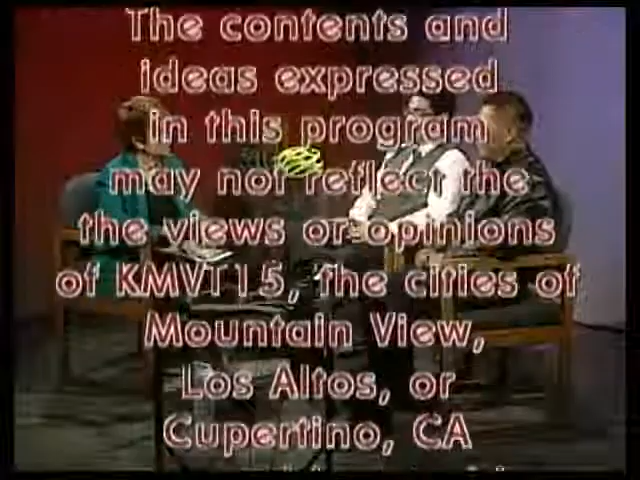 The contents and
ideas expressed
in this program
may not reflect the
the views or opinions
of KMVT15, the cities of
Mountain View,
Los Altos, or
Cupertino, CA